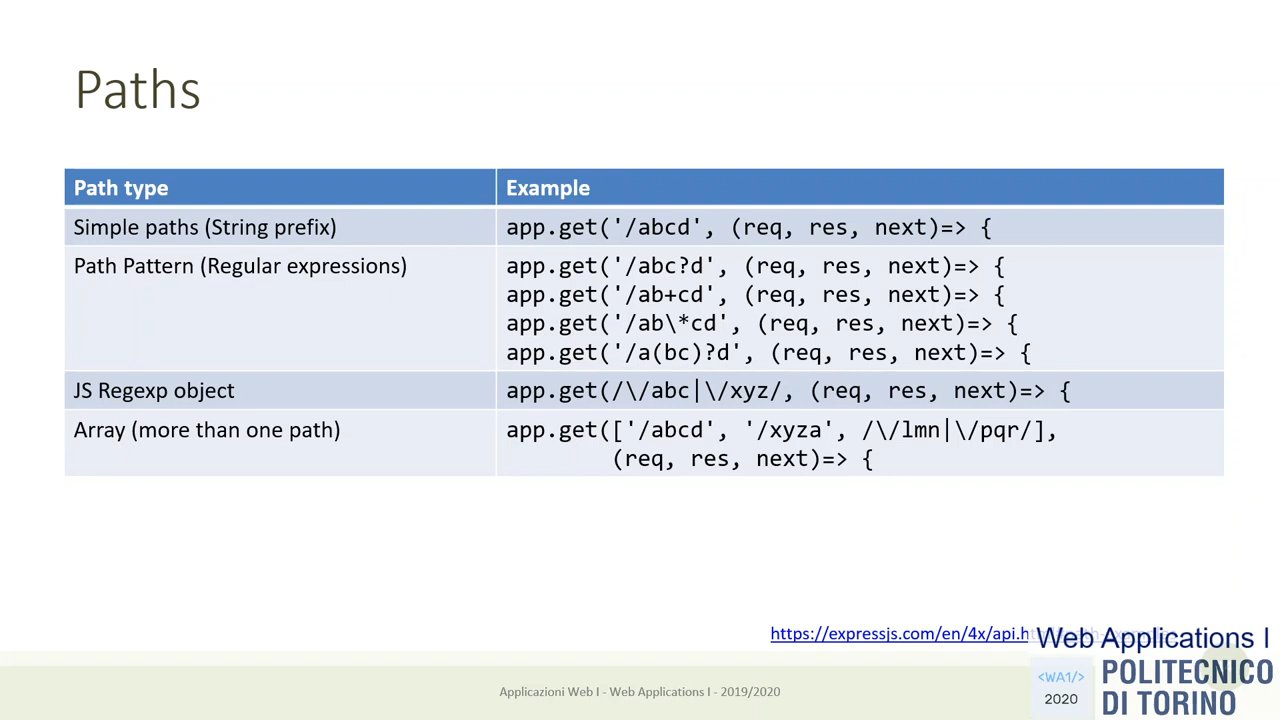 Paths
Path type Example
Simple paths (String prefix) app.get('/abcd', (req, res, next)=> {
Path Pattern (Regular expressions) app.get('/abc?d', (req, res, next)=> {
app.get('/ab+cd', (req, res, next)=> {
app.get('/ab\*cd', (req, res, next)=> {
app.get('/a(bc)?d', (req, res, next)=> {
JS Regexp object app.get(/\/abc|\/xyz/, (req, res, next)=> {
Array (more than one path) app.get(['/abcd', '/xyza', /\/lmn|\/pqr/],
(req, res, next)=> {
https://expressjs.com/en/4x/api.h
Web Applications I
<WA1/>
2020
POLITECNICO
DI TORINO
Applicazioni Web I - Web Applications I - 2019/2020